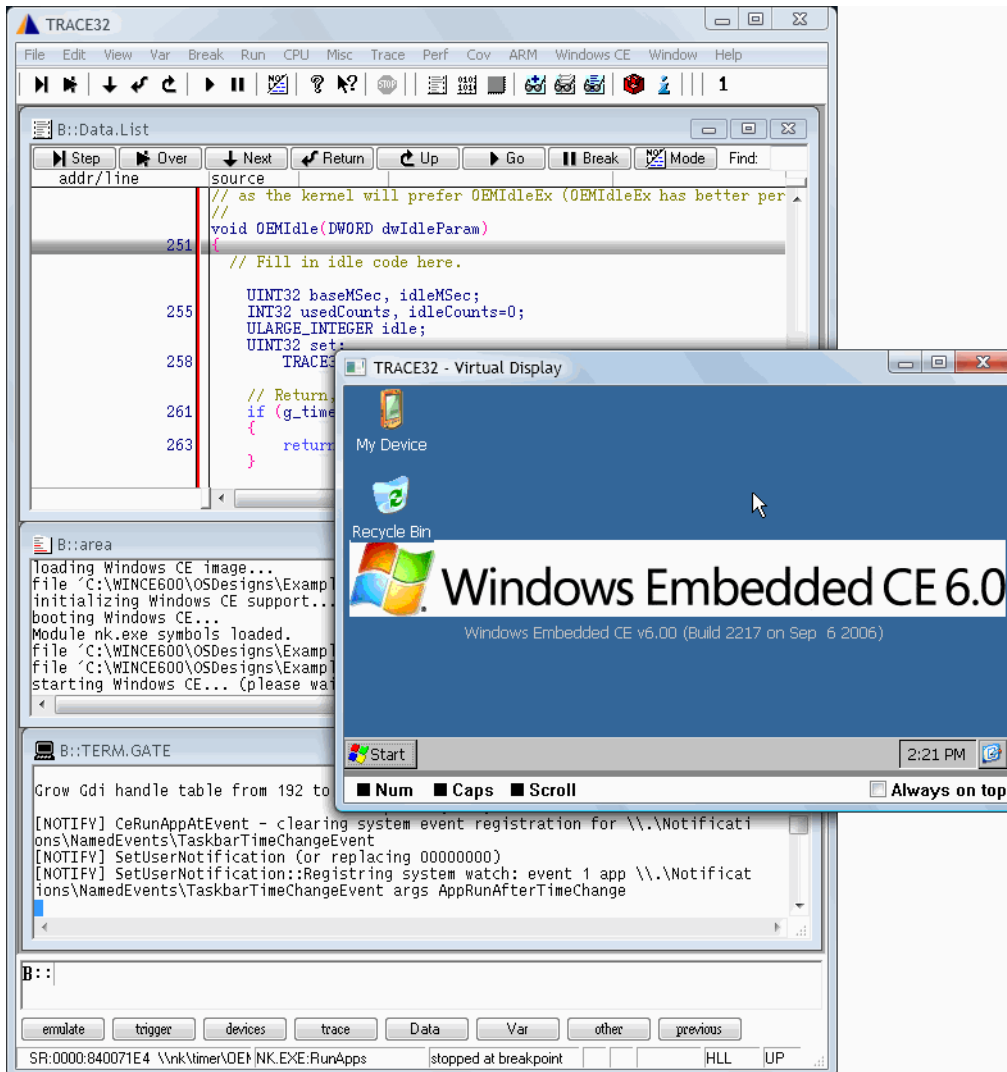 TRACE32
File Edit View Var Break Run CPU Misc Trace Perf Cov ARM Windows CE Window Help
1
B::Data.List
Step Over Next Return Up Go Break Mode Find:
addr/line source
// as the kernel will prefer OEMIdleEx (OEMIdleEx has better per
//
void OEMIdle(DWORD dwIdleParam)
251 {
// Fill in idle code here.
UINT32 baseMSec, idleMSec;
255 INT32 usedCounts, idleCounts=0;
ULARGE_INTEGER idle;
UINT32 set;
258 TRACE3
// Return,
261 if (g_time
{
263 return
}
TRACE32 - Virtual Display
My Device
Recycle Bin
Windows Embedded CE 6.0
Windows Embedded CE v6.00 (Build 2217 on Sep 6 2006)
Start 2:21 PM
Num Caps Scroll Always on top
B::area
loading Windows CE image...
file ´C:\WINCE600\OSDesigns\Exampl
initializing Windows CE support...
booting Windows CE...
Module nk.exe symbols loaded.
file ´C:\WINCE600\OSDesigns\Exampl
file ´C:\WINCE600\OSDesigns\Exampl
starting Windows CE... (please wai
B::TERM.GATE
Grow Gdi handle table from 192 to
[NOTIFY] CeRunAppAtEvent - clearing system event registration for \\.\Notificati
ons\NamedEvents\TaskbarTimeChangeEvent
[NOTIFY] SetUserNotification (or replacing 00000000)
[NOTIFY] SetUserNotification::Registring system watch: event 1 app \\.\Notificat
ions\NamedEvents\TaskbarTimeChangeEvent args AppRunAfterTimeChange
B::
emulate trigger devices trace Data Var other previous
SR:0000:840071E4 \\nk\timer\OEM NK.EXE:RunApps stopped at breakpoint HLL UP